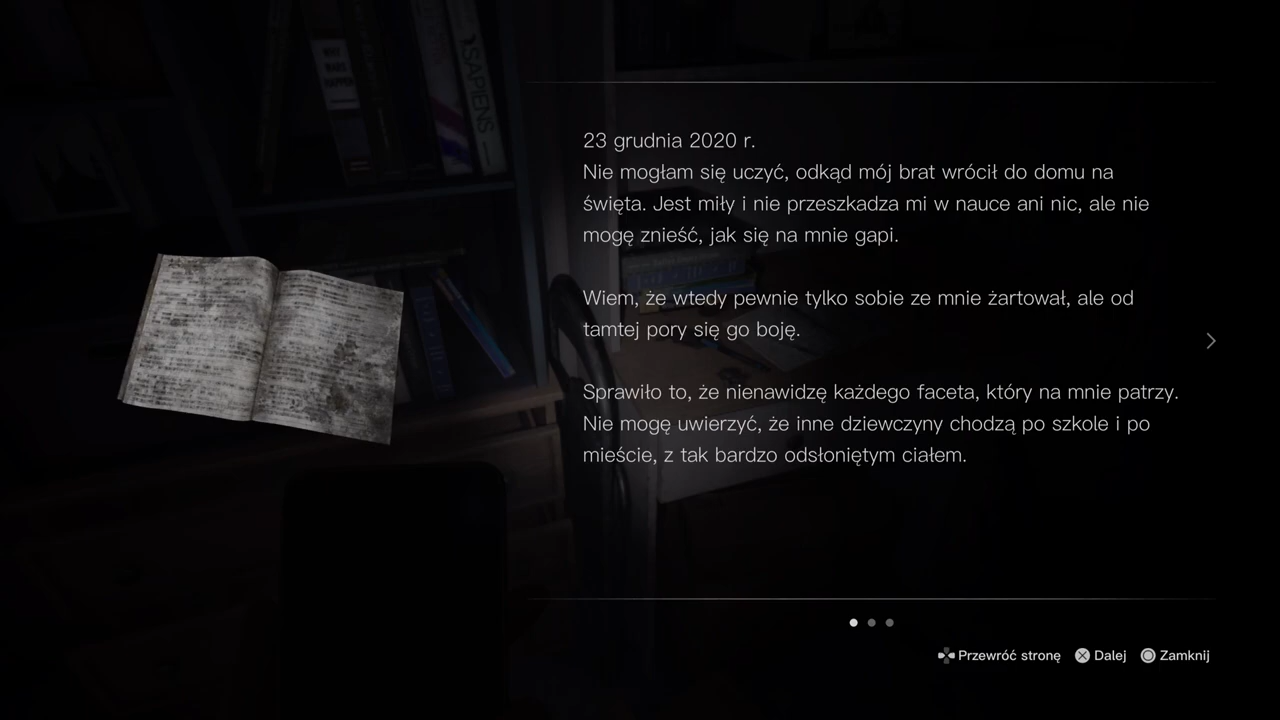 WHY
WARS
HAPPEN
SAPIENS
23 grudnia 2020 r.
Nie mogłam się uczyć, odkąd mój brat wrócił do domu na
święta. Jest miły i nie przeszkadza mi w nauce ani nic, ale nie
mogę znieść, jak się na mnie gapi.
Wiem, że wtedy pewnie tylko sobie ze mnie żartował, ale od
tamtej pory się go boję.
Sprawiło to, że nienawidzę każdego faceta, który na mnie patrzy.
Nie mogę uwierzyć, że inne dziewczyny chodzą po szkole i po
mieście, z tak bardzo odsłoniętym ciałem.
Przewróć stronę Dalej Zamknij